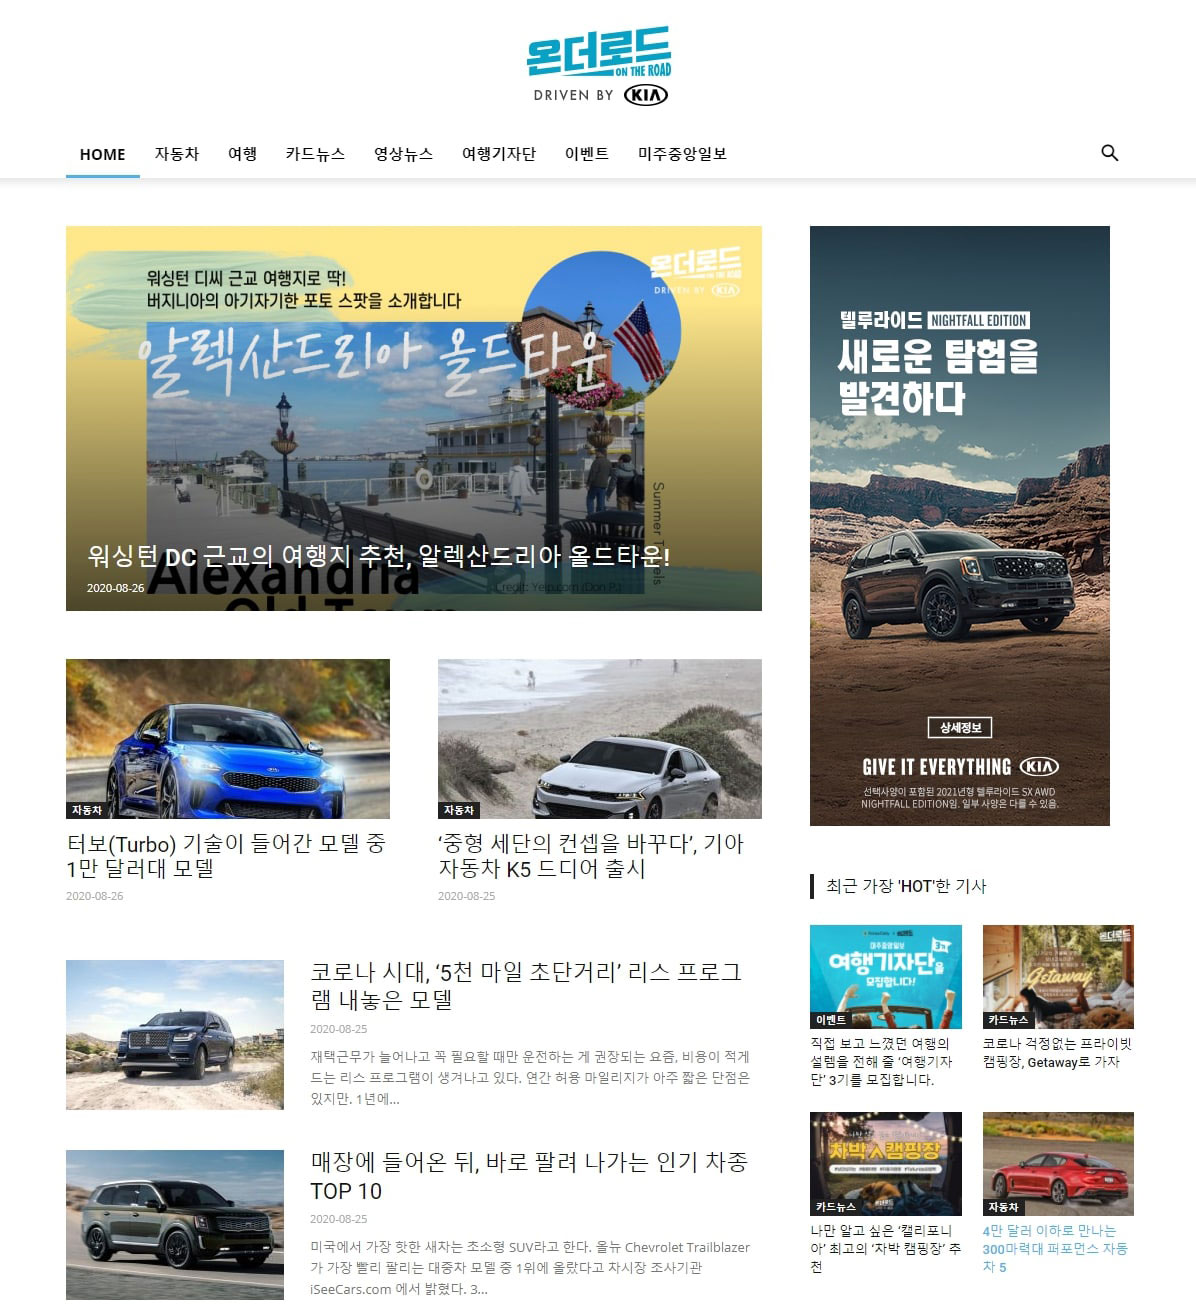 온더로드
ON THE ROAD
DRIVEN BY KIA
HOME 자동차 여행 카드뉴스 영상뉴스 여행기자단 이벤트 미주중앙일보
워싱턴 디씨 근교 여행지로 딱!
버지니아의 아기자기한 포토 스팟을 소개합니다
온더로드
ON THE ROAD
DRIVEN BY KIA
알렉산드리아 올드타운
Summer
워싱턴 DC 근교의 여행지 추천, 알렉산드리아 올드타운!
Alexandria
2020-08-26
Credit: Yelp.com (Don P.)
Old Town
텔루라이드 NIGHTFALL EDITION
새로운 탐험을
발견하다
상세정보
GIVE IT EVERYTHING KIA
선택사양이 포함된 2021년형 텔루라이드 SX AWD
NIGHTFALL EDITION임. 일부 사양은 다를 수 있음.
자동차
터보(Turbo) 기술이 들어간 모델 중
1만 달러대 모델
2020-08-26
자동차
‘중형 세단의 컨셉을 바꾸다’, 기아
자동차 K5 드디어 출시
2020-08-25
코로나 시대, ‘5천 마일 초단거리’ 리스 프로그
램 내놓은 모델
2020-08-25
재택근무가 늘어나고 꼭 필요할 때만 운전하는 게 권장되는 요즘, 비용이 적게
드는 리스 프로그램이 생겨나고 있다. 연간 허용 마일리지가 아주 짧은 단점은
있지만. 1년에...
매장에 들어온 뒤, 바로 팔려 나가는 인기 차종
TOP 10
2020-08-25
미국에서 가장 핫한 새차는 초소형 SUV라고 한다. 올뉴 Chevrolet Trailblazer
가 가장 빨리 팔리는 대중차 모델 중 1위에 올랐다고 자시장 조사기관
iSeeCars.com 에서 밝혔다. 3...
최근 가장 'HOT'한 기사
미주중앙일보 3기
여행기자단을
모집합니다!
이벤트
직접 보고 느꼈던 여행의
설렘을 전해 줄 ‘여행기자
단’ 3기를 모집합니다.
온더로드
Getaway
카드뉴스
코로나 걱정없는 프라이빗
캠핑장, Getaway로 가자
차박 캠핑장
카드뉴스
나만 알고 싶은 ‘캘리포니
아’ 최고의 ‘차박 캠핑장’ 추
천
자동차
4만 달러 이하로 만나는
300마력대 퍼포먼스 자동
차 5